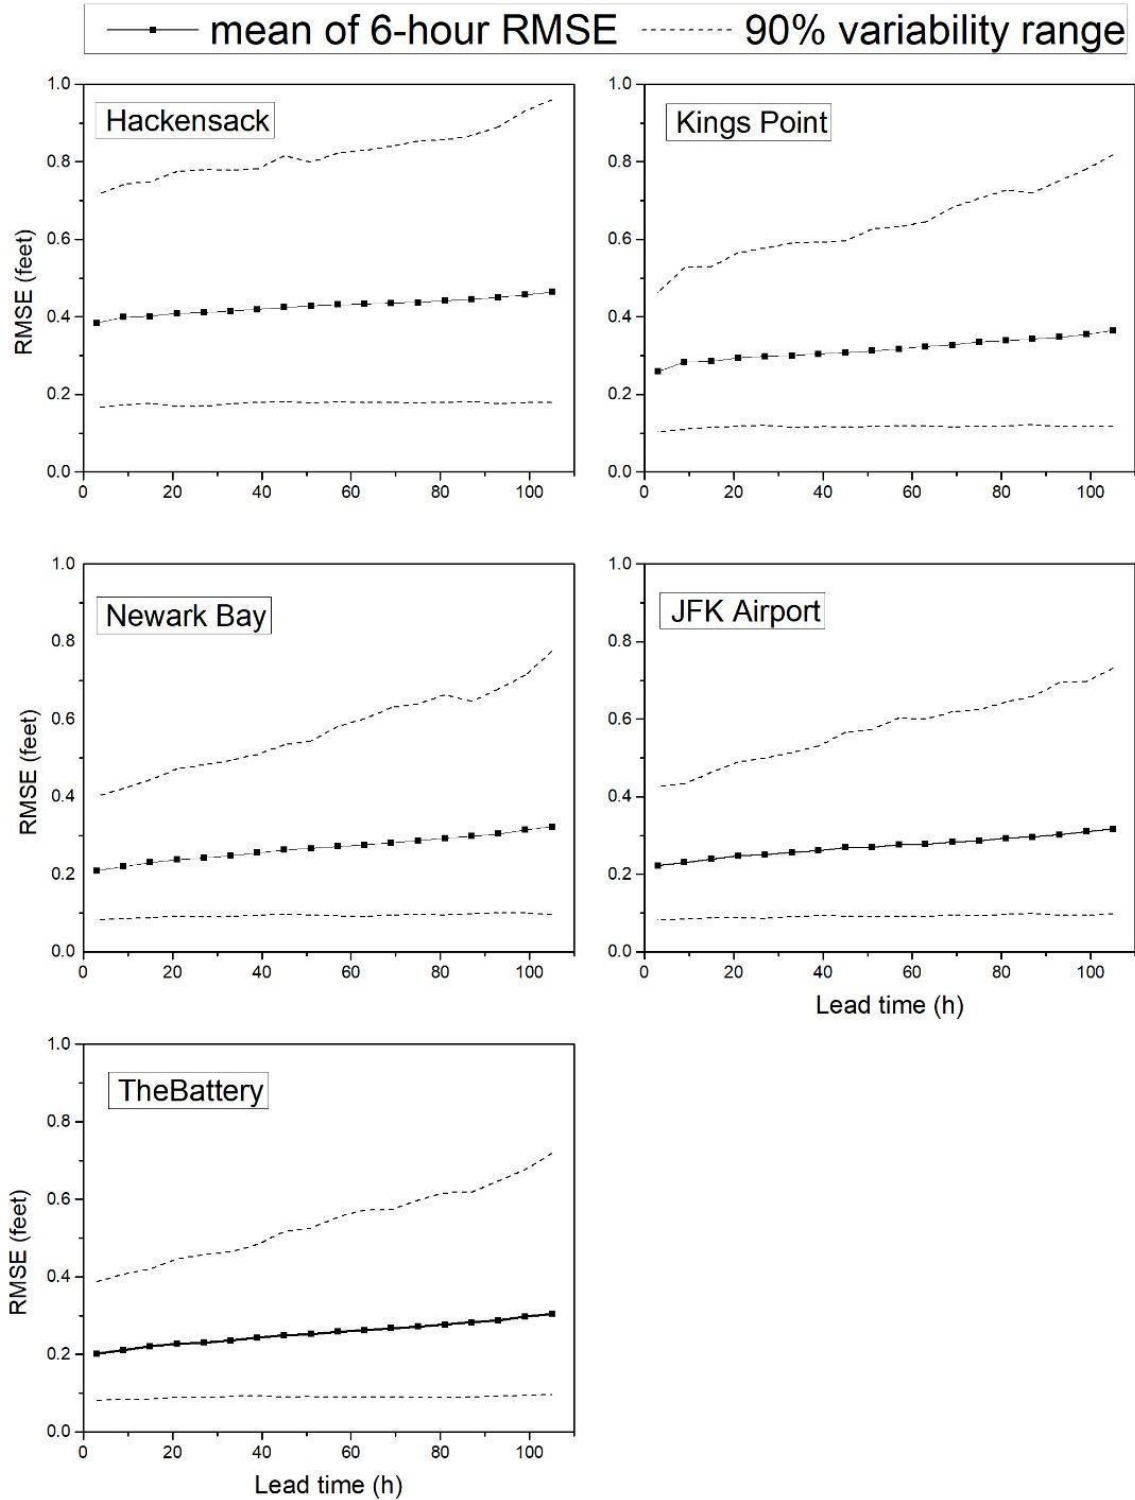 mean of 6-hour RMSE 90% variability range
Hackensack
RMSE (feet)
1.0
0.8
0.6
0.4
0.2
0.0
0 20 40 60 80 100
Kings Point
1.0
0.8
0.6
0.4
0.2
0.0
0 20 40 60 80 100
Newark Bay
RMSE (feet)
1.0
0.8
0.6
0.4
0.2
0.0
0 20 40 60 80 100
JFK Airport
1.0
0.8
0.6
0.4
0.2
0.0
0 20 40 60 80 100
Lead time (h)
TheBattery
RMSE (feet)
1.0
0.8
0.6
0.4
0.2
0.0
0 20 40 60 80 100
Lead time (h)